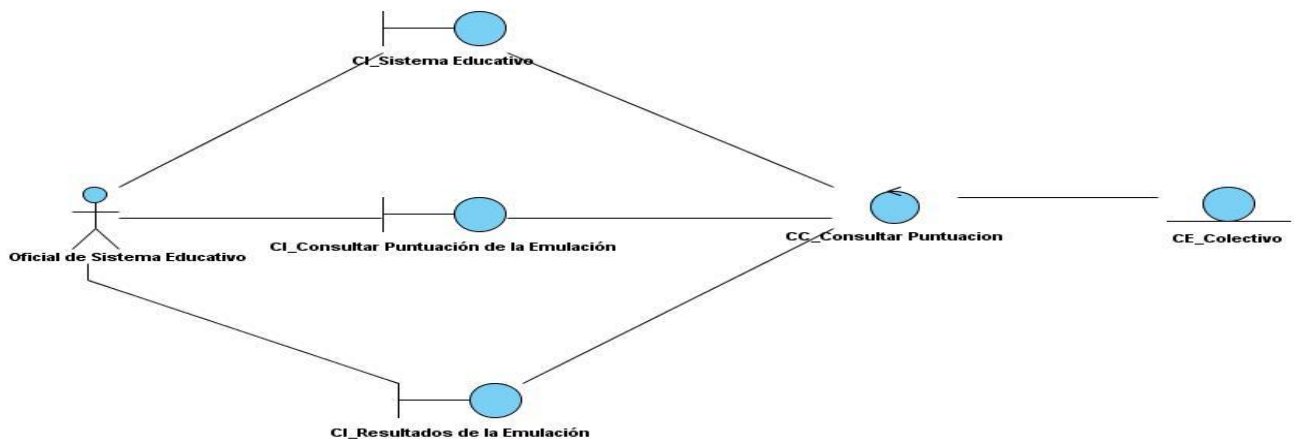 CI_Sistema Educativo
Oficial de Sistema Educativo
CI_Consultar Puntuación de la Emulación
CC_Consultar Puntuacion
CE_Colectivo
CI_Resultados de la Emulación